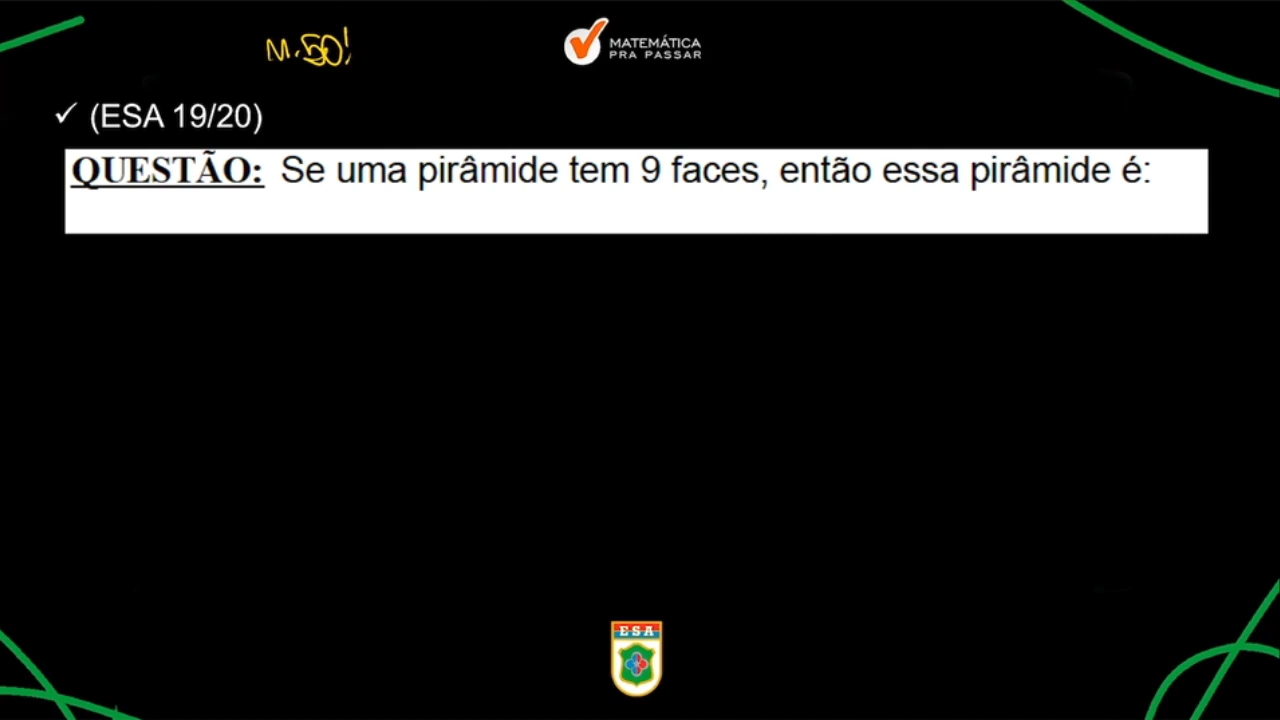 M.50!
MATEMÁTICA
PRA PASSAR
✓ (ESA 19/20)
QUESTÃO: Se uma pirâmide tem 9 faces, então essa pirâmide é:
ESA